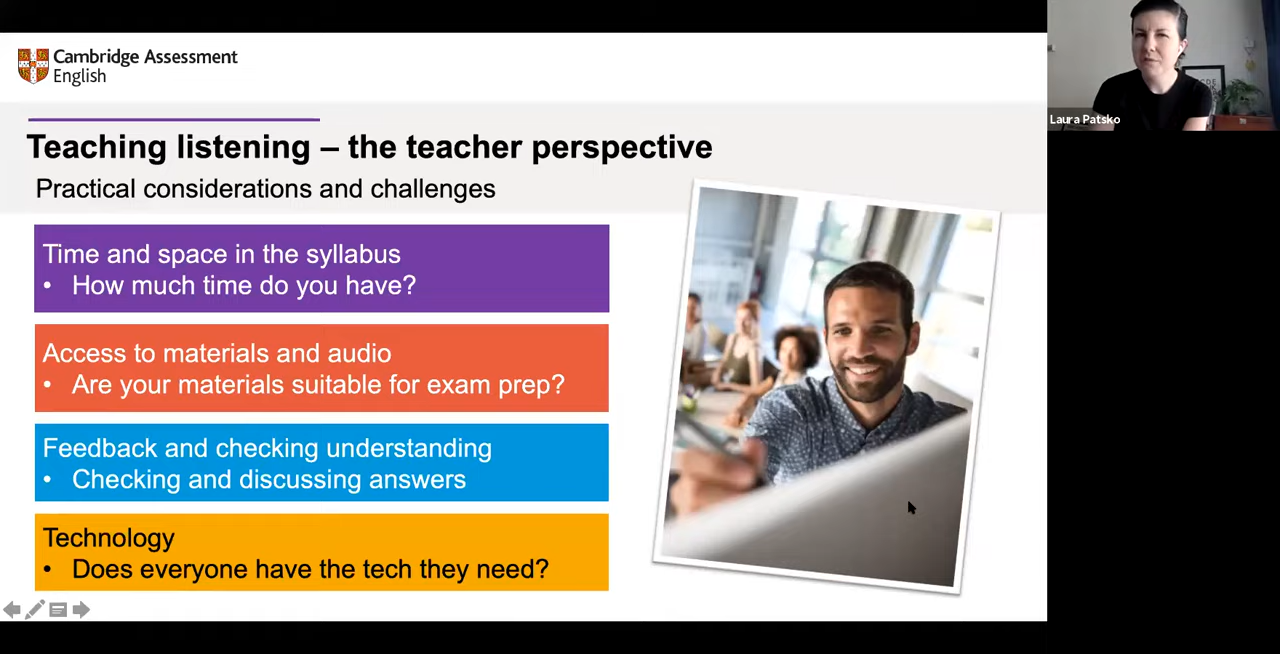 Cambridge Assessment
English
Teaching listening – the teacher perspective
Practical considerations and challenges
Time and space in the syllabus
• How much time do you have?
Access to materials and audio
• Are your materials suitable for exam prep?
Feedback and checking understanding
• Checking and discussing answers
Technology
• Does everyone have the tech they need?
Laura Patsko